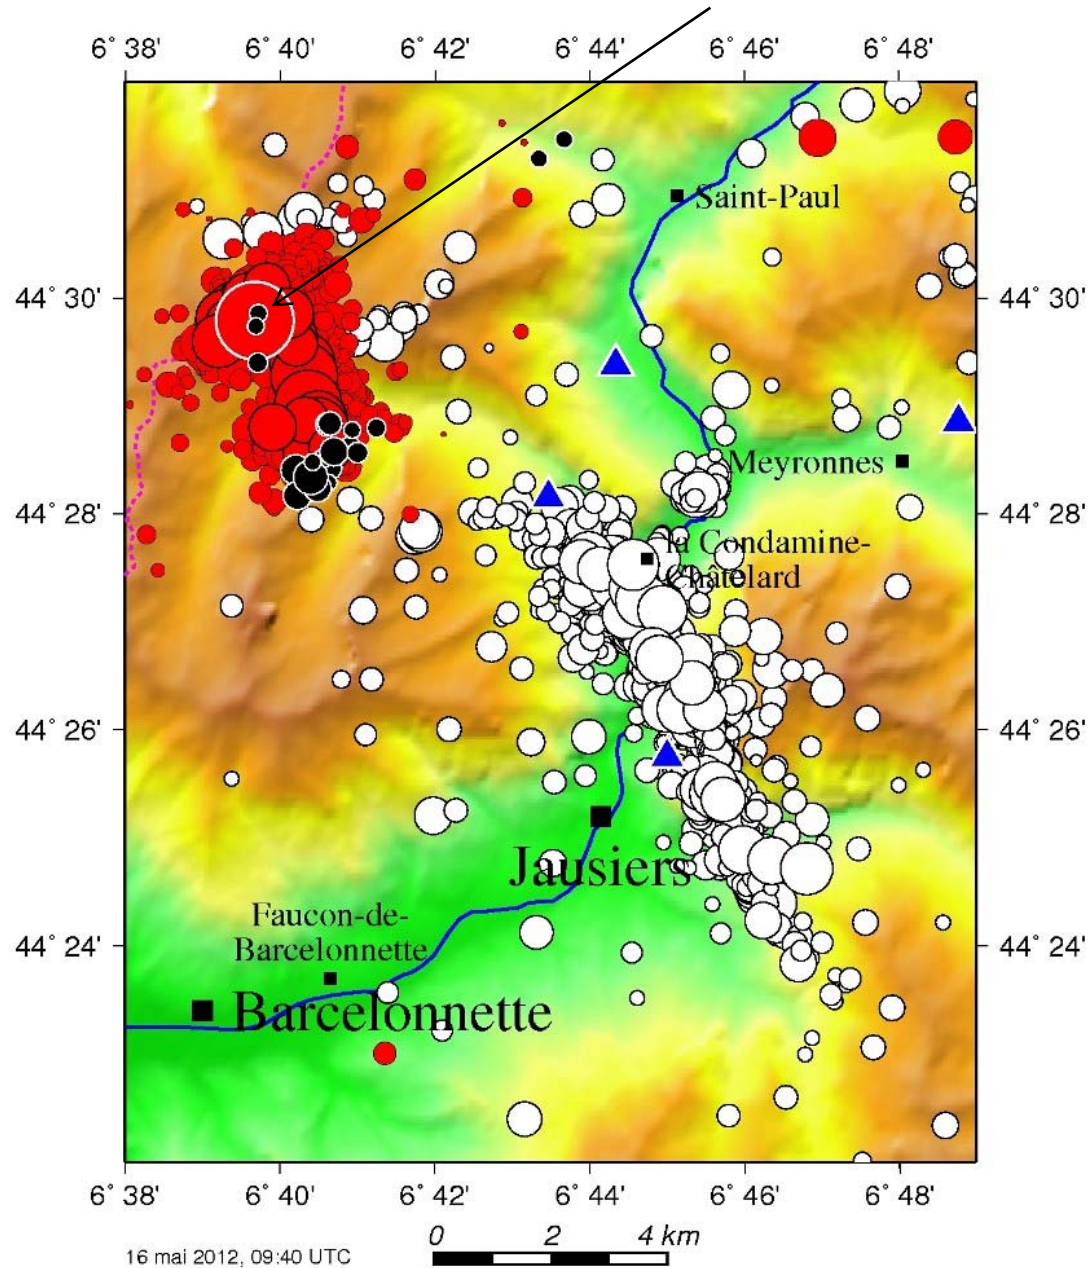 6° 38' 6° 40' 6° 42' 6° 44' 6° 46' 6° 48'
Saint-Paul
44° 30' 44° 30'
Meyronnes
44° 28' 44° 28'
la Condamine-
Châtelard
44° 26' 44° 26'
Jausiers
Faucon-de-
Barcelonnette
44° 24' 44° 24'
Barcelonnette
6° 38' 6° 40' 6° 42' 6° 44' 6° 46' 6° 48'
0 2 4 km
16 mai 2012, 09:40 UTC